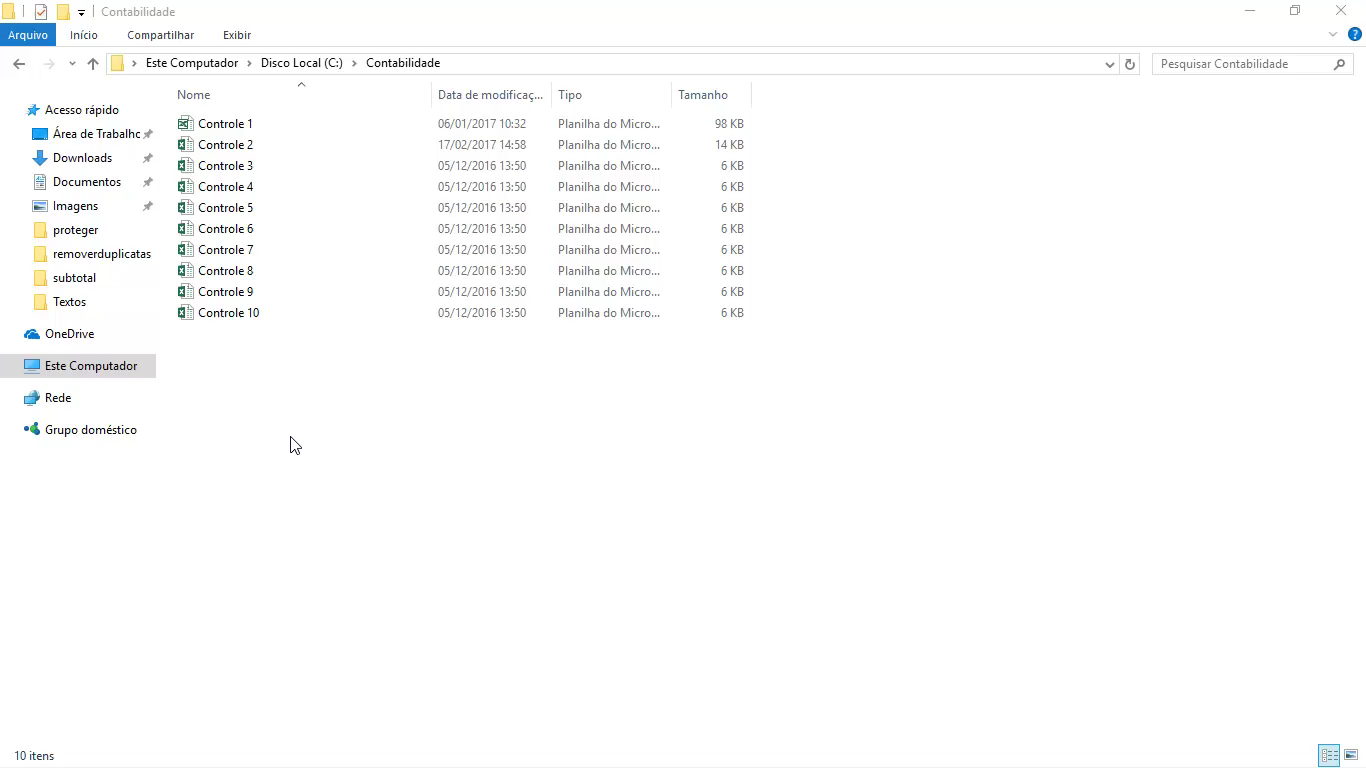 Contabilidade
Arquivo Início Compartilhar Exibir
Este Computador Disco Local (C:) Contabilidade
Pesquisar Contabilidade
Nome Data de modificaç... Tipo Tamanho
Acesso rápido
Área de Trabalho
Downloads
Documentos
Imagens
proteger
removerduplicatas
subtotal
Textos
OneDrive
Este Computador
Rede
Grupo doméstico
Controle 1 06/01/2017 10:32 Planilha do Micro... 98 KB
Controle 2 17/02/2017 14:58 Planilha do Micro... 14 KB
Controle 3 05/12/2016 13:50 Planilha do Micro... 6 KB
Controle 4 05/12/2016 13:50 Planilha do Micro... 6 KB
Controle 5 05/12/2016 13:50 Planilha do Micro... 6 KB
Controle 6 05/12/2016 13:50 Planilha do Micro... 6 KB
Controle 7 05/12/2016 13:50 Planilha do Micro... 6 KB
Controle 8 05/12/2016 13:50 Planilha do Micro... 6 KB
Controle 9 05/12/2016 13:50 Planilha do Micro... 6 KB
Controle 10 05/12/2016 13:50 Planilha do Micro... 6 KB
10 itens